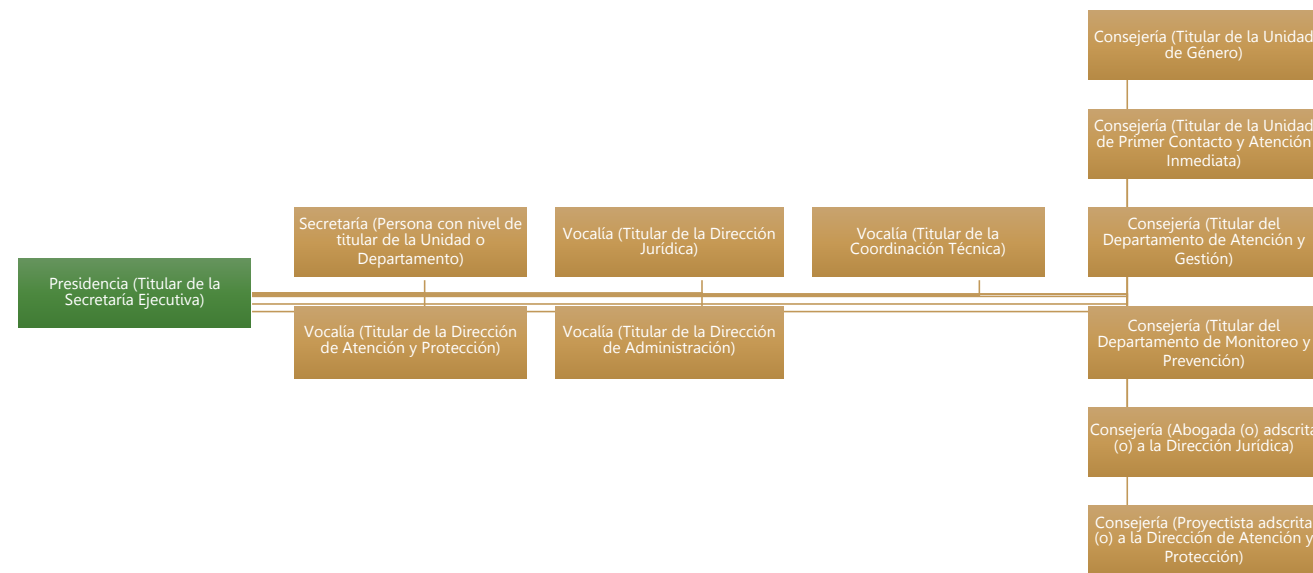 Presidencia (Titular de la
Secretaría Ejecutiva)
Secretaría (Persona con nivel de
titular de la Unidad o
Departamento)
Vocalía (Titular de la Dirección
Jurídica)
Vocalía (Titular de la
Coordinación Técnica)
Vocalía (Titular de la Dirección
de Atención y Protección)
Vocalía (Titular de la Dirección
de Administración)
Consejería (Titular de la Unidad
de Género)
Consejería (Titular de la Unidad
de Primer Contacto y Atención
Inmediata)
Consejería (Titular del
Departamento de Atención y
Gestión)
Consejería (Titular del
Departamento de Monitoreo y
Prevención)
Consejería (Abogada (o) adscrita
(o) a la Dirección Jurídica)
Consejería (Proyectista adscrita
(o) a la Dirección de Atención y
Protección)